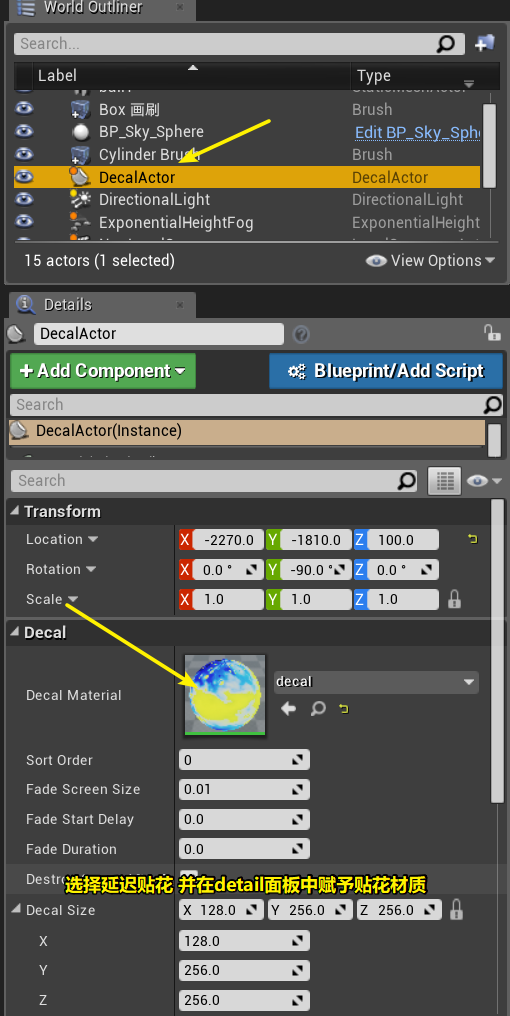 World Outliner
Search...
Label Type
Box 画刷 Brush
BP_Sky_Sphere Edit BP_Sky_Sph
Cylinder Brush Brush
DecalActor DecalActor
DirectionalLight DirectionalLight
ExponentialHeightFog ExponentialHeight
15 actors (1 selected) View Options
Details
DecalActor
Add Component Blueprint/Add Script
Search
DecalActor(Instance)
Search
Transform
Location X -2270.0 Y -1810.0 Z 100.0
Rotation X 0.0 ° Y -90.0 ° Z 0.0 °
Scale X 1.0 Y 1.0 Z 1.0
Decal
Decal Material decal
Sort Order 0
Fade Screen Size 0.01
Fade Start Delay 0.0
Fade Duration 0.0
Destro
选择延迟贴花 并在detail面板中赋予贴花材质
Decal Size X 128.0 Y 256.0 Z 256.0
X 128.0
Y 256.0
Z 256.0